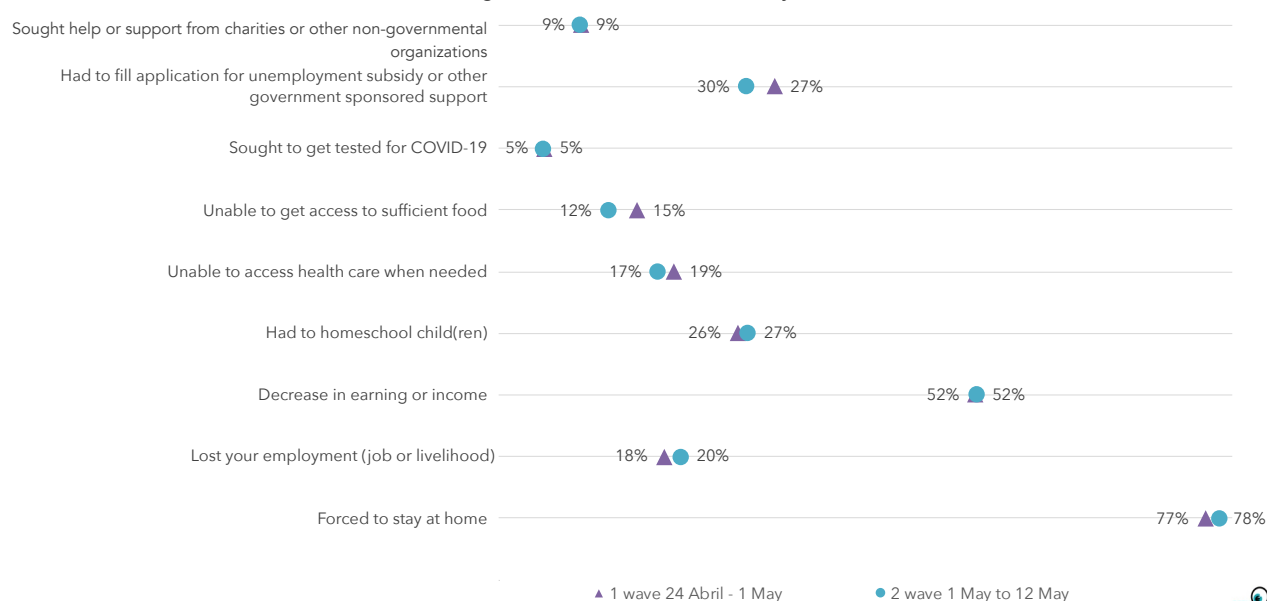 Sought help or support from charities or other non-governmental
organizations
9% 9%
Had to fill application for unemployment subsidy or other
government sponsored support
30% 27%
Sought to get tested for COVID-19
5% 5%
Unable to get access to sufficient food
12% 15%
Unable to access health care when needed
17% 19%
Had to homeschool child(ren)
26% 27%
Decrease in earning or income
52% 52%
Lost your employment (job or livelihood)
18% 20%
Forced to stay at home
77% 78%
1 wave 24 Abril - 1 May
2 wave 1 May to 12 May